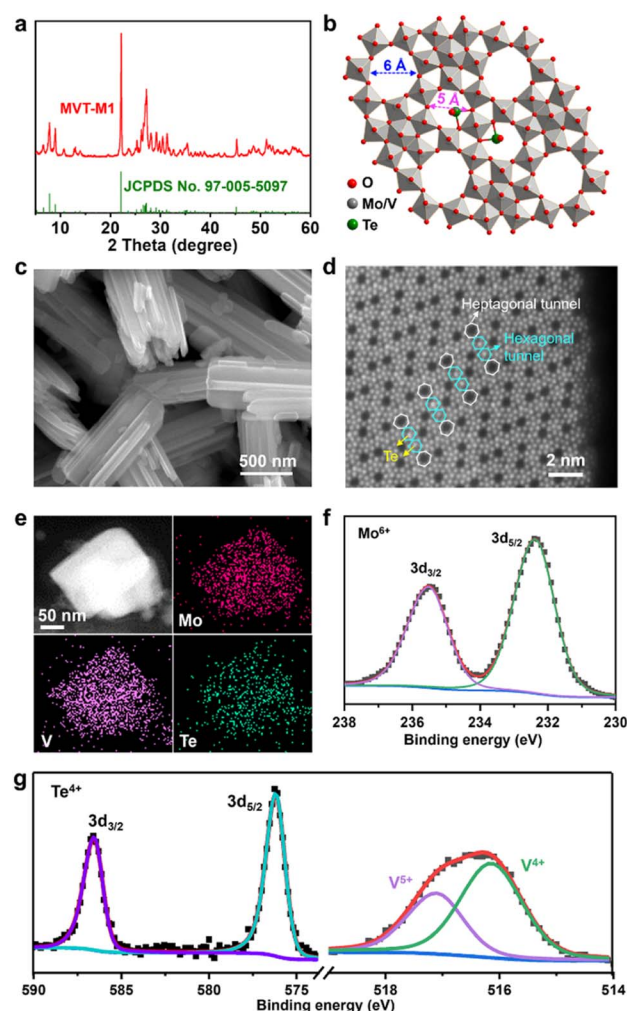 a
MVT-M1
JCPDS No. 97-005-5097
10 20 30 40 50 60
2 Theta (degree)
b
6 Å
5 Å
O
Mo/V
Te
c
500 nm
d
Heptagonal tunnel
Hexagonal
tunnel
Te
2 nm
e
50 nm
Mo
V
Te
f
Mo⁶⁺
3d₃/₂
3d₅/₂
238 236 234 232 230
Binding energy (eV)
g
Te⁴⁺
3d₃/₂
3d₅/₂
V⁵⁺
V⁴⁺
590 585 580 575 518 516 514
Binding energy (eV)